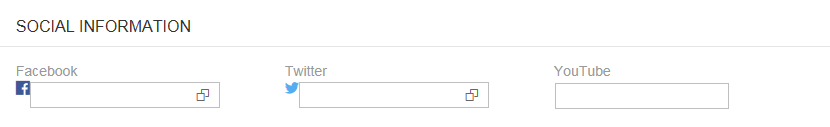 SOCIAL INFORMATION
Facebook Twitter YouTube